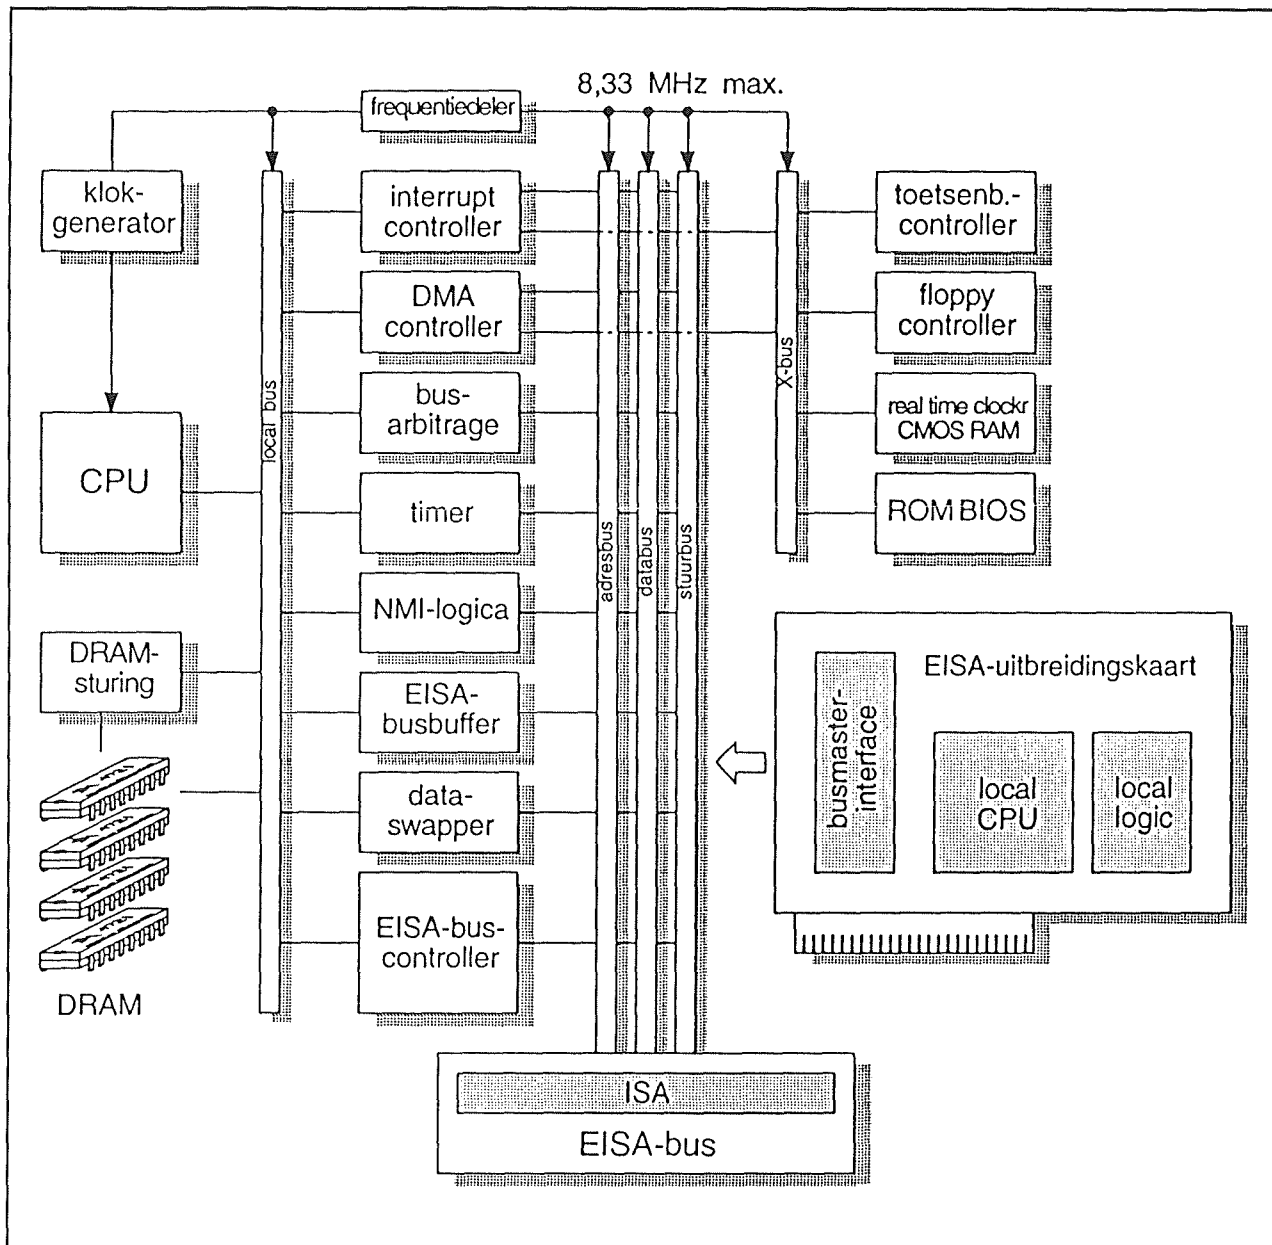 8,33 MHz max.
frequentiedeler
klok-
generator
interrupt
controller
toetsenb.-
controller
DMA
controller
floppy
controller
bus-
arbitrage
real time clockr
CMOS RAM
CPU
timer
ROM BIOS
local bus
adresbus
databus
stuurbus
X-bus
NMI-logica
DRAM-
sturing
EISA-
busbuffer
data-
swapper
EISA-bus-
controller
DRAM
EISA-uitbreidingskaart
busmaster-
interface
local
CPU
local
logic
ISA
EISA-bus